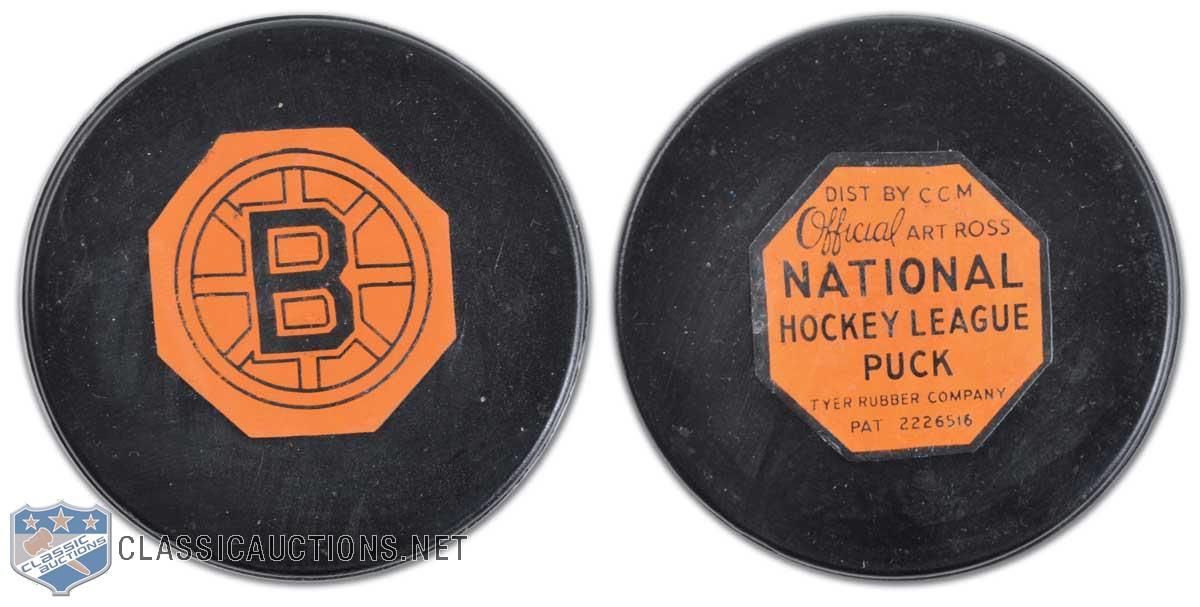 B
DIST BY CCM
Official ART ROSS
NATIONAL
HOCKEY LEAGUE
PUCK
TYER RUBBER COMPANY
PAT 2226516
CLASSIC
AUCTIONS
CLASSICAUCTIONS.NET